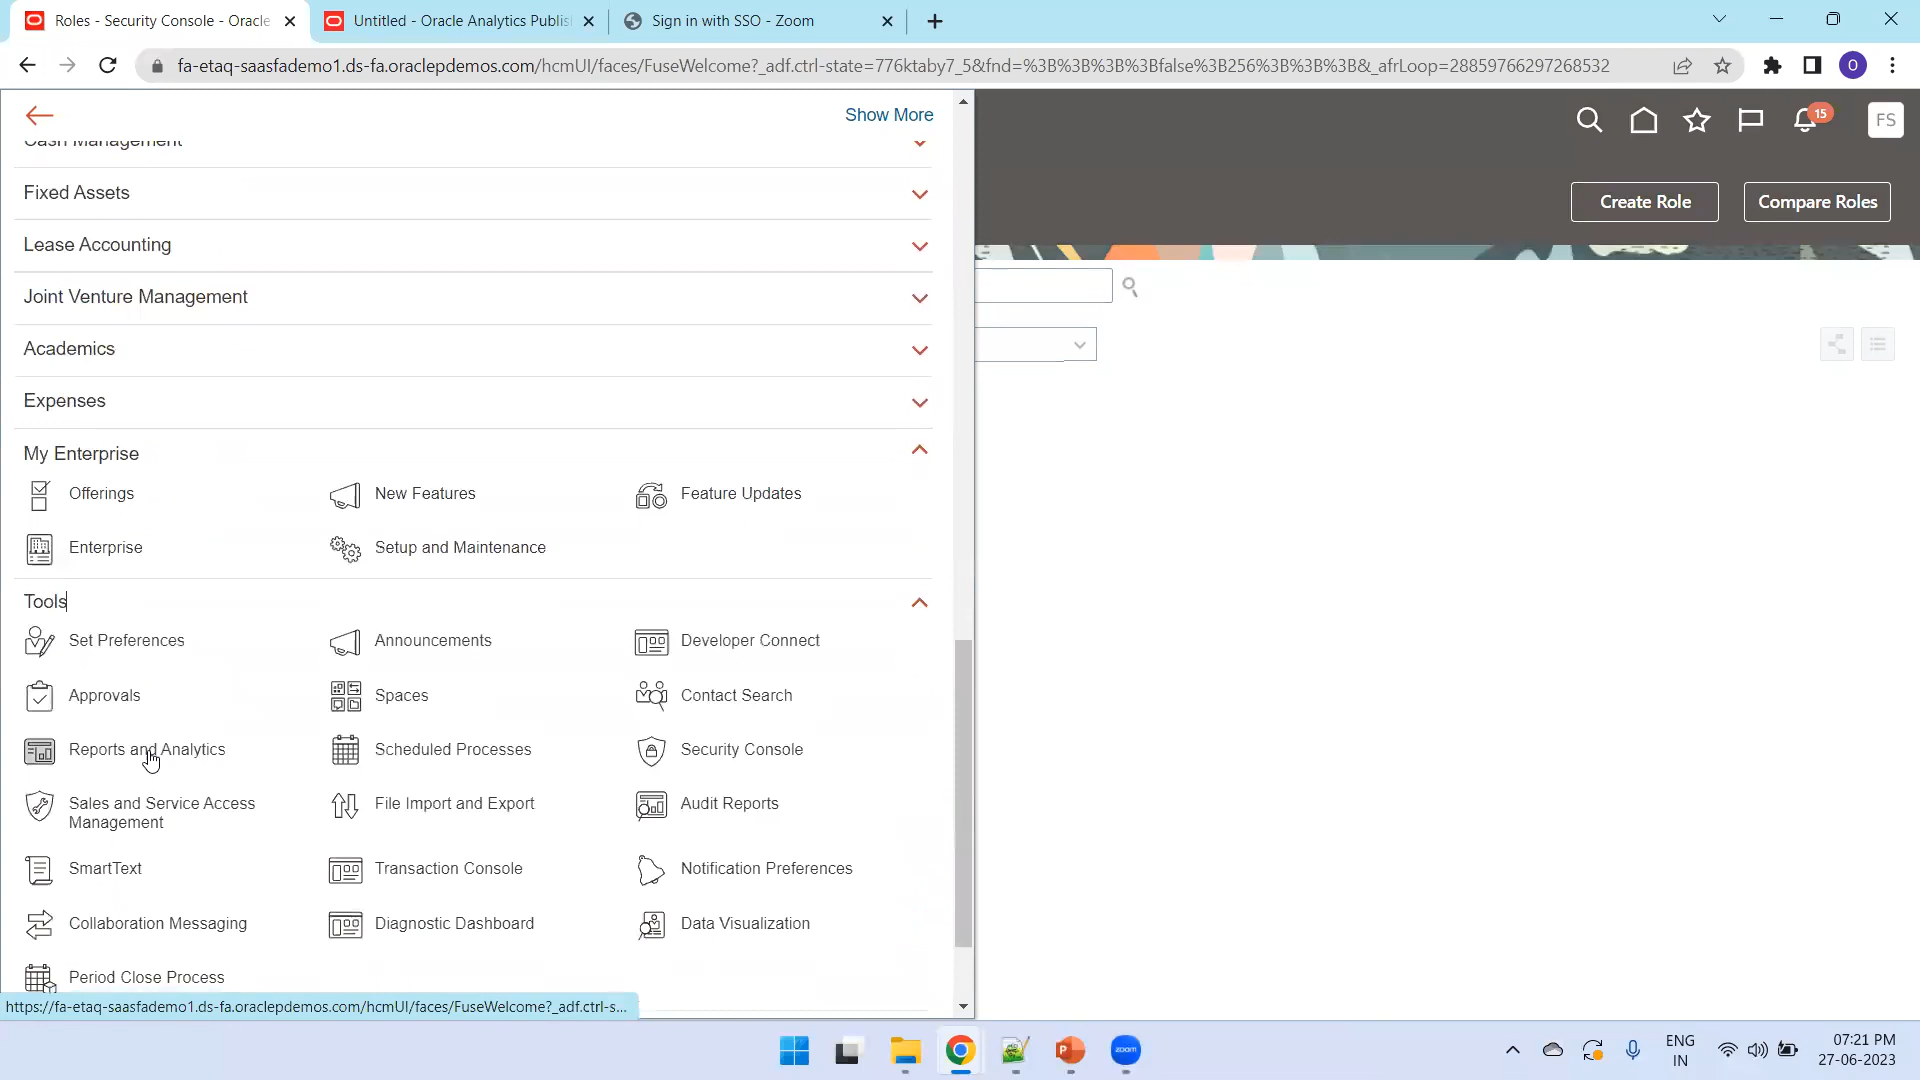 Roles - Security Console - Oracle
Untitled - Oracle Analytics Publis
Sign in with SSO - Zoom
fa-etaq-saasfademo1.ds-fa.oraclepdemos.com/hcmUI/faces/FuseWelcome?_adf.ctrl-state=776ktaby7_5&fnd=%3B%3B%3B%3Bfalse%3B256%3B%3B%3B&_afrLoop=28859766297268532
O
Show More
15
FS
Cash Management
Fixed Assets
Create Role
Compare Roles
Lease Accounting
Joint Venture Management
Academics
Expenses
My Enterprise
Offerings
New Features
Feature Updates
Enterprise
Setup and Maintenance
Tools
Set Preferences
Announcements
Developer Connect
Approvals
Spaces
Contact Search
Reports and Analytics
Scheduled Processes
Security Console
Sales and Service Access
Management
File Import and Export
Audit Reports
SmartText
Transaction Console
Notification Preferences
Collaboration Messaging
Diagnostic Dashboard
Data Visualization
Period Close Process
https://fa-etaq-saasfademo1.ds-fa.oraclepdemos.com/hcmUI/faces/FuseWelcome?_adf.ctrl-s...
zoom
ENG
IN
07:21 PM
27-06-2023